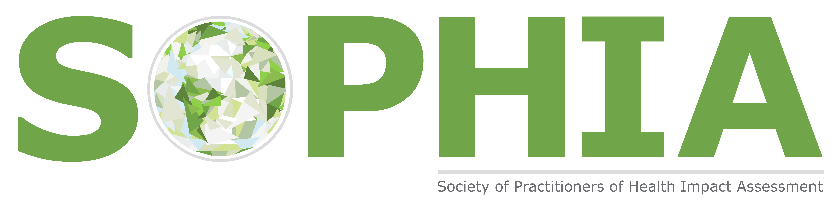 SOPHIA
Society of Practitioners of Health Impact Assessment